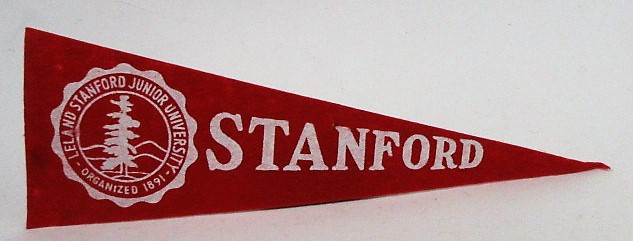 LELAND STANFORD JUNIOR UNIVERSITY
- ORGANIZED 1891 -
STANFORD